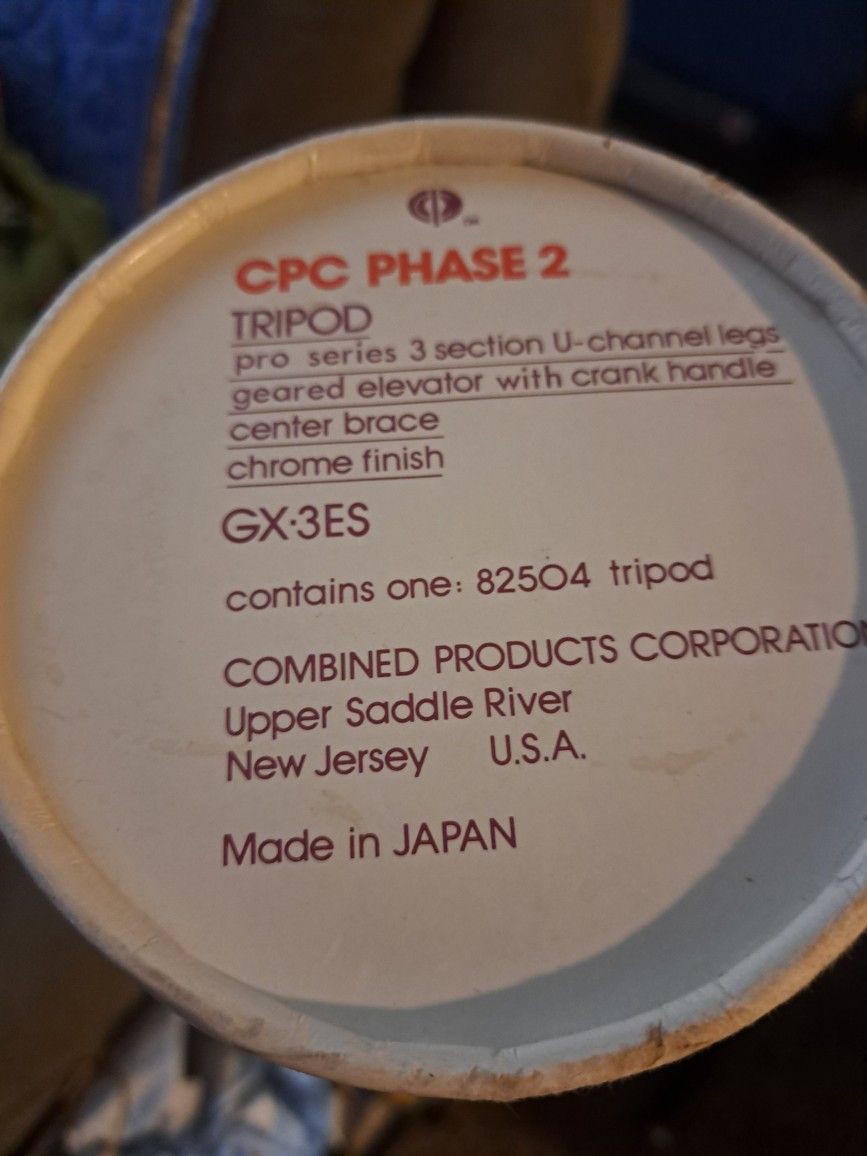 CPC PHASE 2
TRIPOD
pro series 3 section U-channel legs
geared elevator with crank handle
center brace
chrome finish
GX·3ES
contains one: 82504 tripod
COMBINED PRODUCTS CORPORATION
Upper Saddle River
New Jersey U.S.A.
Made in JAPAN